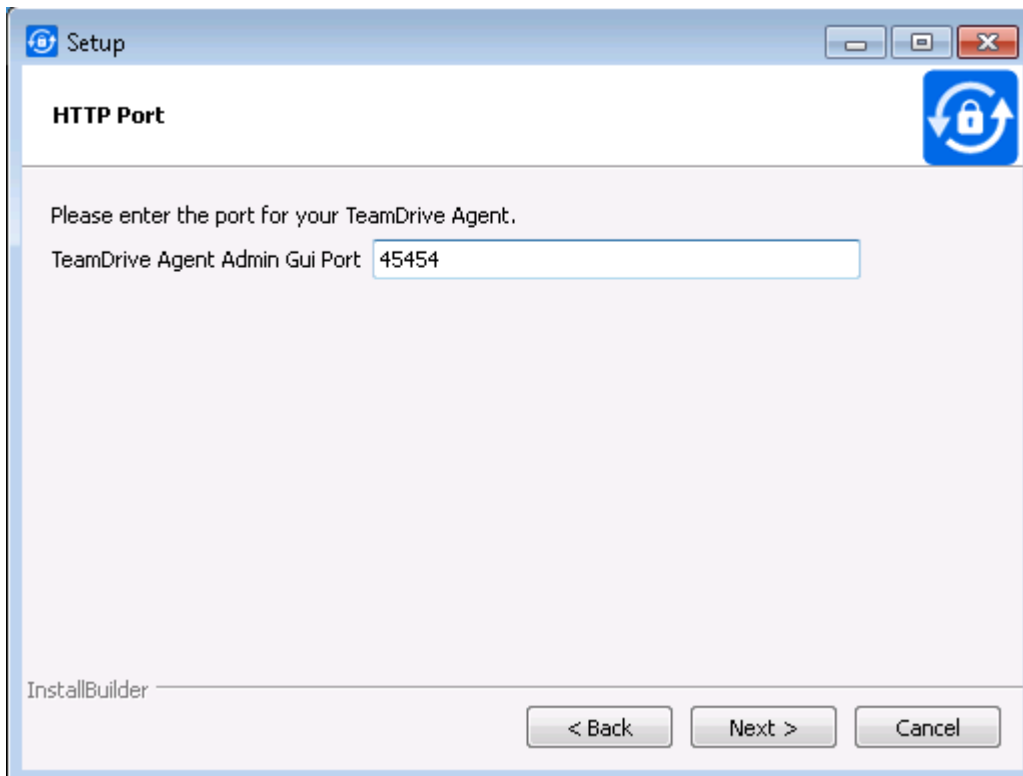 Setup
HTTP Port
Please enter the port for your TeamDrive Agent.
TeamDrive Agent Admin Gui Port 45454
InstallBuilder
< Back Next > Cancel